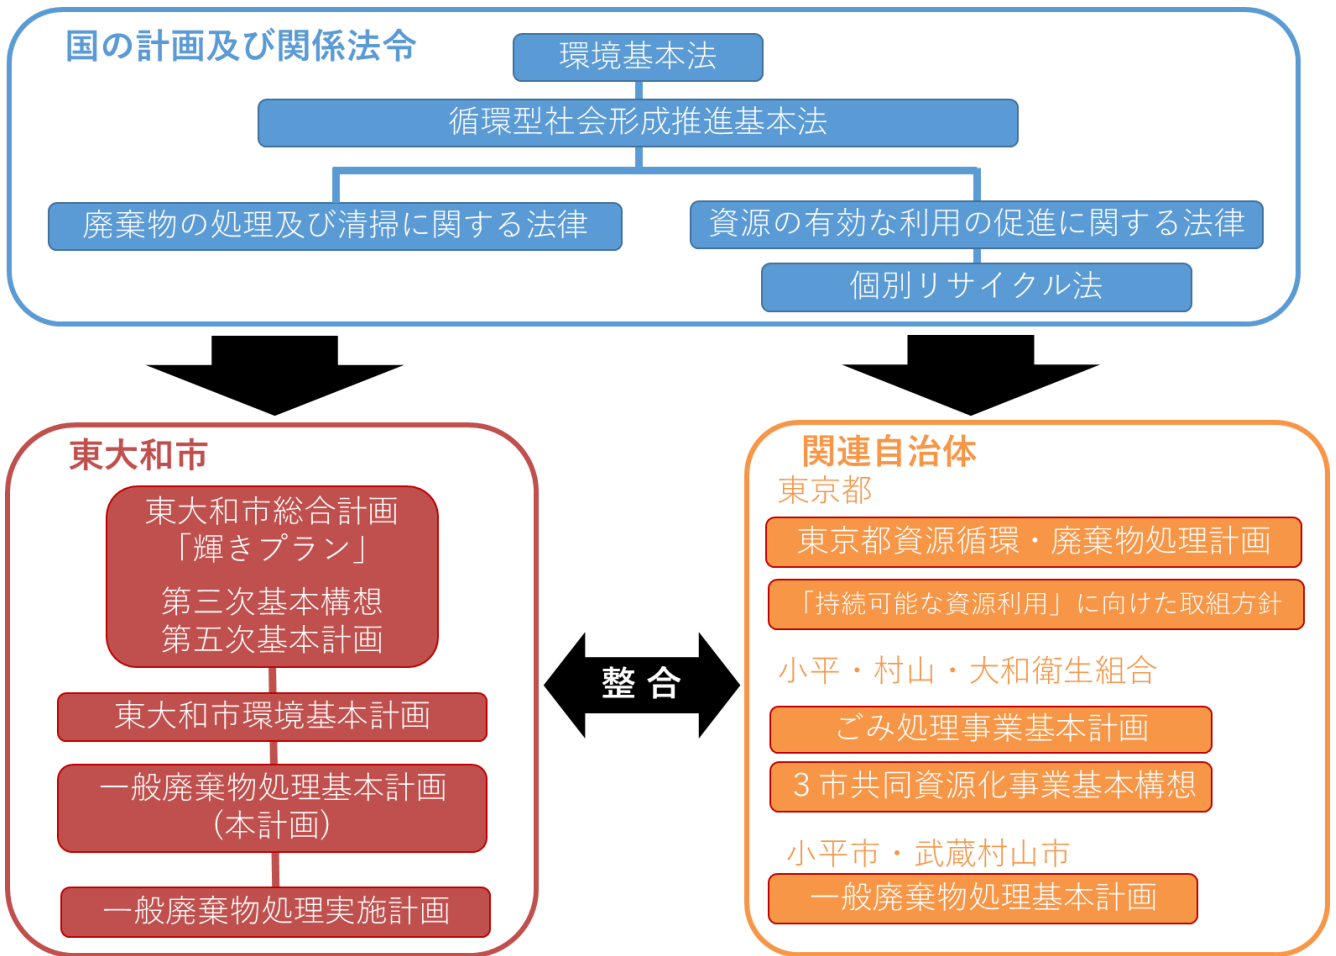 国の計画及び関係法令
環境基本法
循環型社会形成推進基本法
廃棄物の処理及び清掃に関する法律
資源の有効な利用の促進に関する法律
個別リサイクル法
東大和市
東大和市総合計画
「輝きプラン」
第三次基本構想
第五次基本計画
東大和市環境基本計画
一般廃棄物処理基本計画
(本計画)
一般廃棄物処理実施計画
整 合
関連自治体
東京都
東京都資源循環・廃棄物処理計画
「持続可能な資源利用」に向けた取組方針
小平・村山・大和衛生組合
ごみ処理事業基本計画
３市共同資源化事業基本構想
小平市・武蔵村山市
一般廃棄物処理基本計画